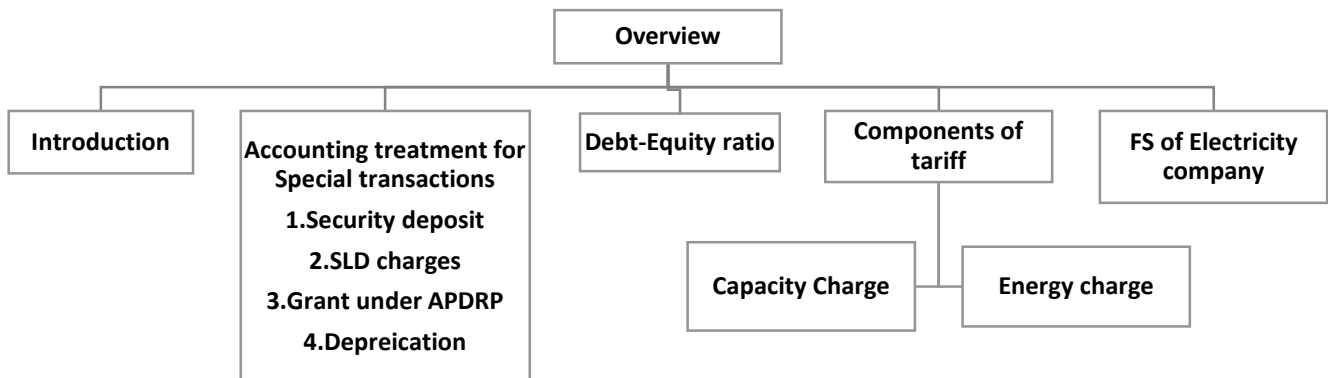 Overview
Introduction
Accounting treatment for
Special transactions
1.Security deposit
2.SLD charges
3.Grant under APDRP
4.Depreication
Debt-Equity ratio
Components of
tariff
FS of Electricity
company
Capacity Charge
Energy charge